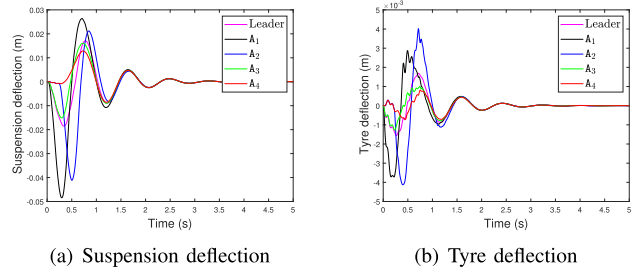 0.03
0.02
0.01
0
-0.01
-0.02
-0.03
-0.04
-0.05
Suspension deflection (m)
0 0.5 1 1.5 2 2.5 3 3.5 4 4.5 5
Time (s)
Leader
A1
A2
A3
A4
(a) Suspension deflection
×10-3
5
4
3
2
1
0
-1
-2
-3
-4
-5
Tyre deflection (m)
0 0.5 1 1.5 2 2.5 3 3.5 4 4.5 5
Time (s)
Leader
A1
A2
A3
A4
(b) Tyre deflection